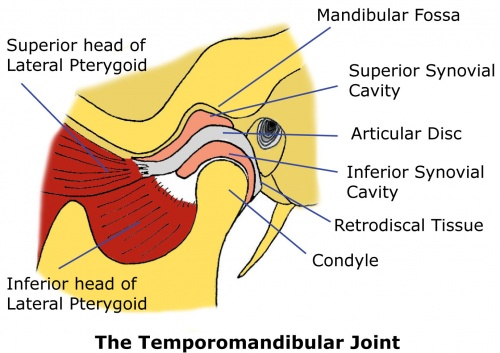 Mandibular Fossa
Superior head of
Lateral Pterygoid
Superior Synovial
Cavity
Articular Disc
Inferior Synovial
Cavity
Retrodiscal Tissue
Condyle
Inferior head of
Lateral Pterygoid
The Temporomandibular Joint